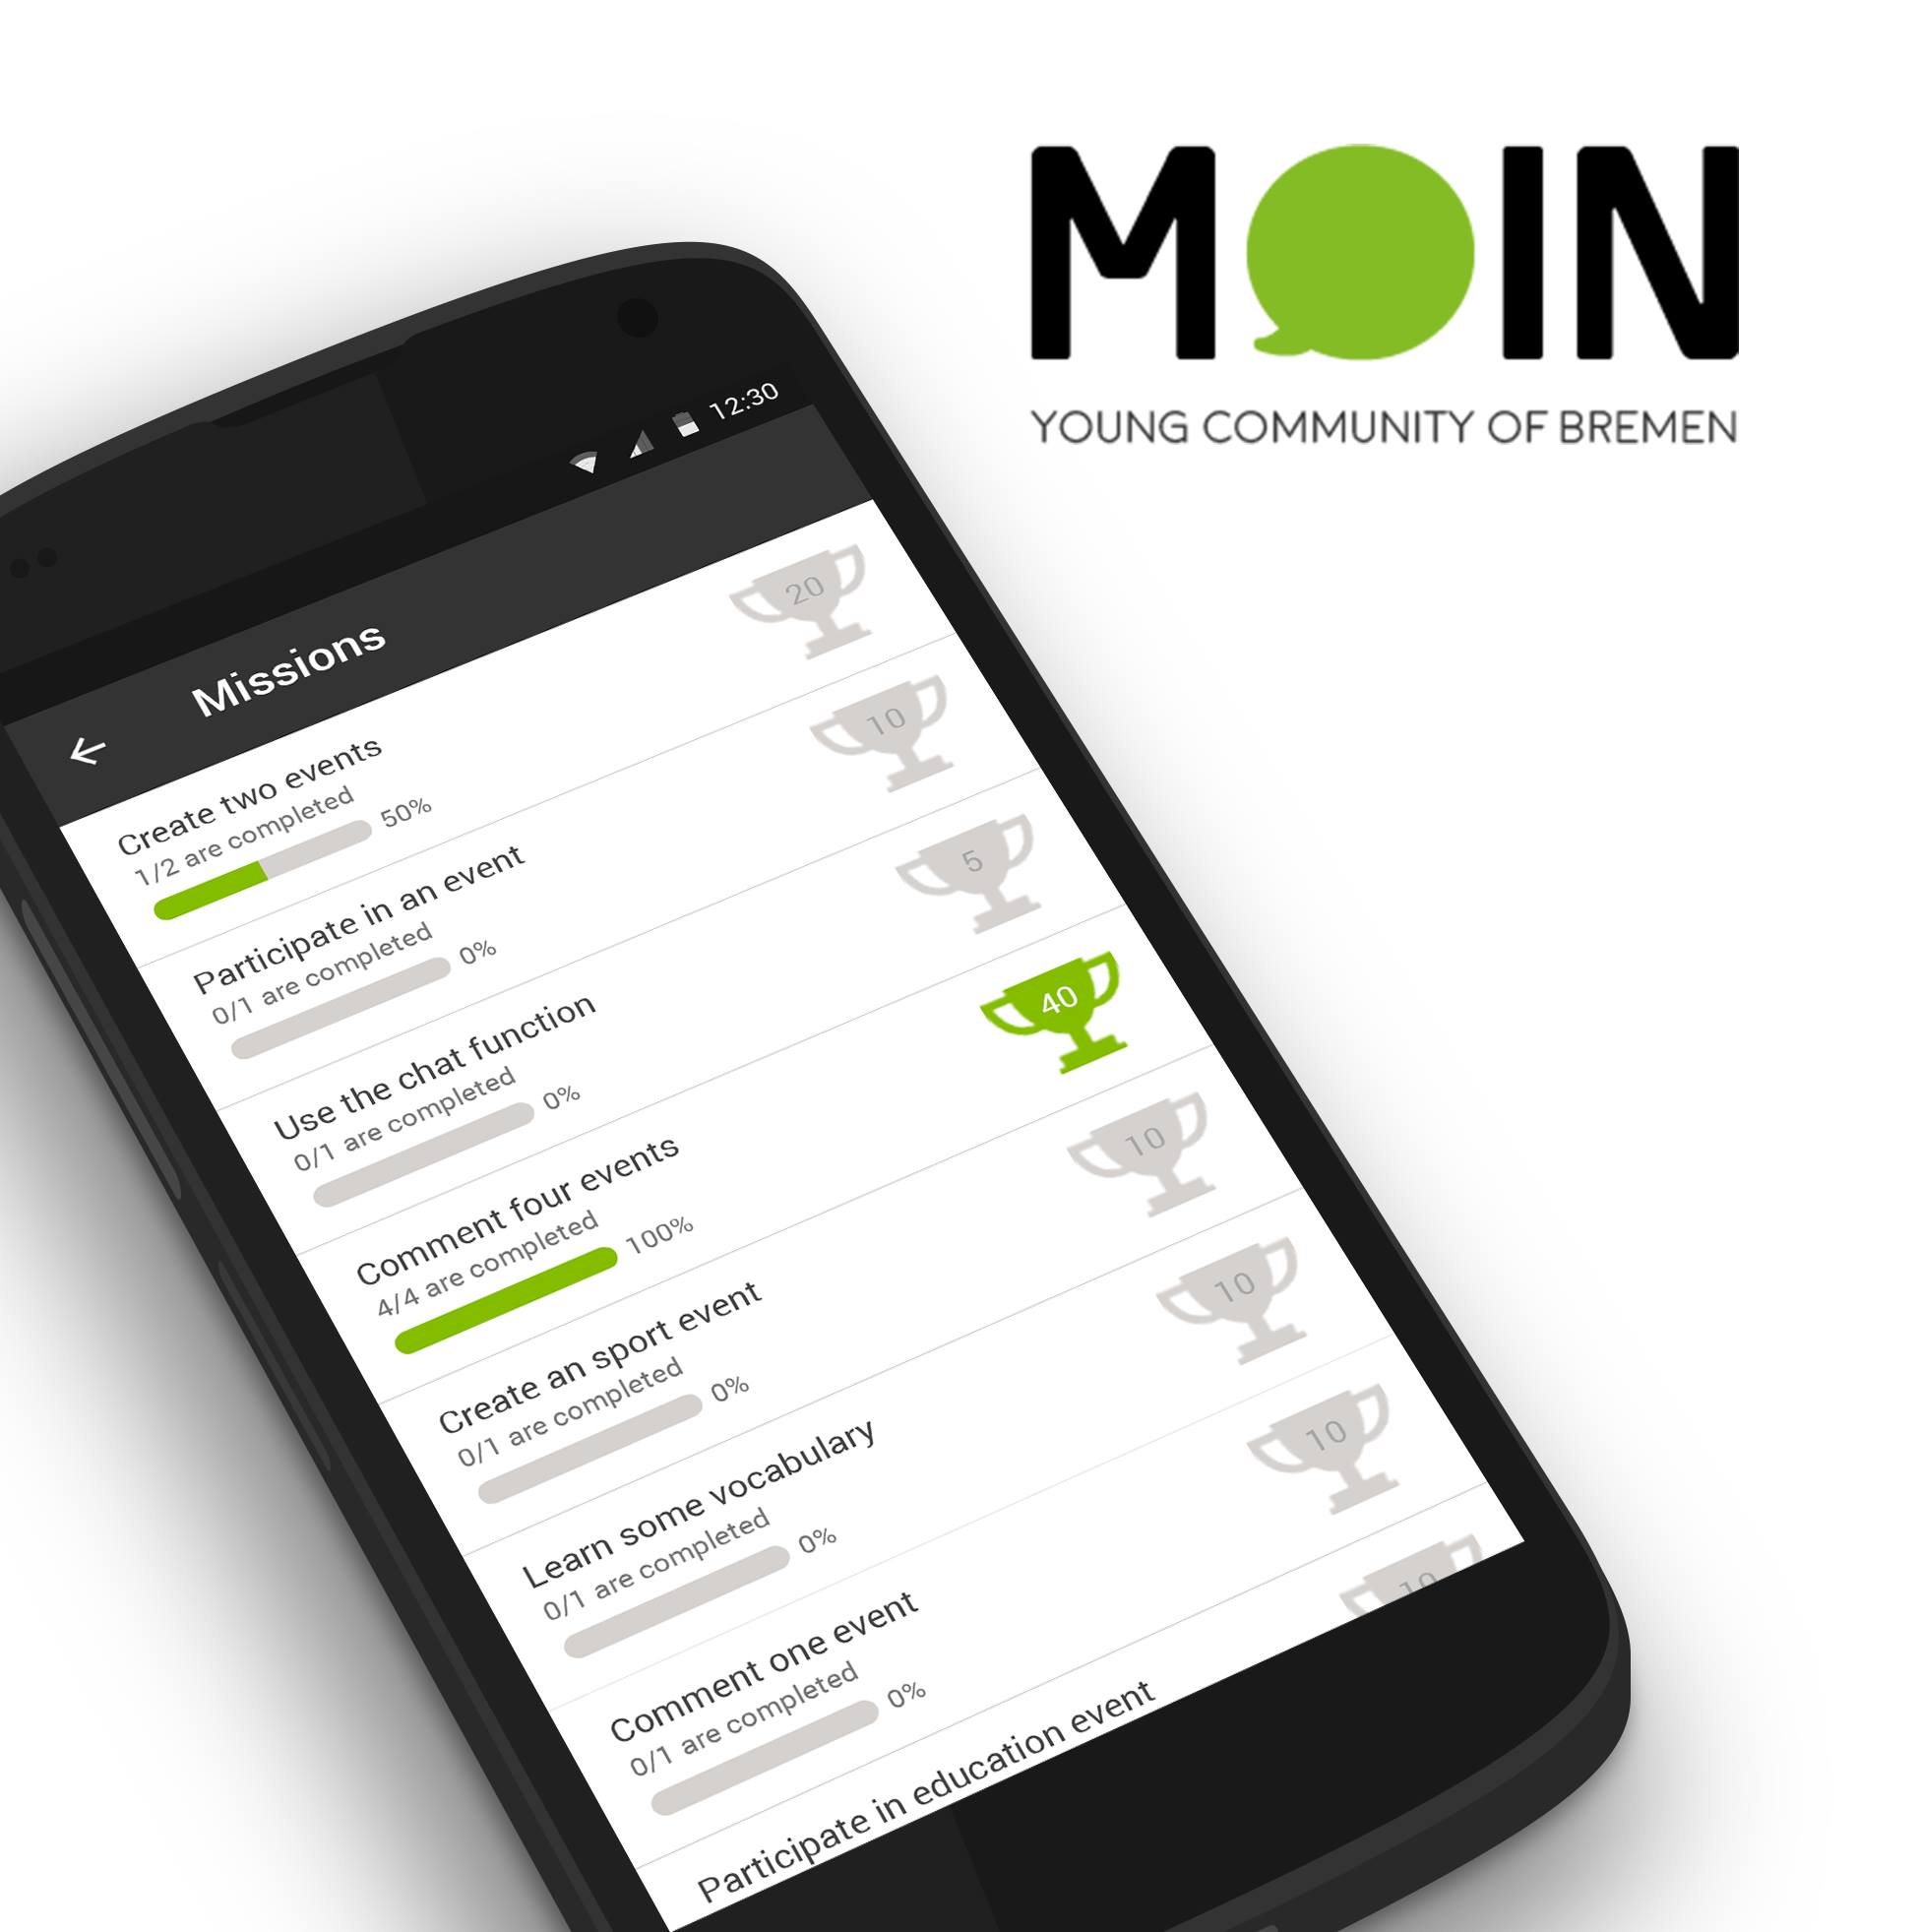 MOIN
YOUNG COMMUNITY OF BREMEN
12:30
Missions
Create two events
1/2 are completed
50%
20
Participate in an event
0/1 are completed
0%
10
Use the chat function
0/1 are completed
0%
5
Comment four events
4/4 are completed
100%
40
Create an sport event
0/1 are completed
0%
10
Learn some vocabulary
0/1 are completed
0%
10
Comment one event
0/1 are completed
0%
10
Participate in education event
10